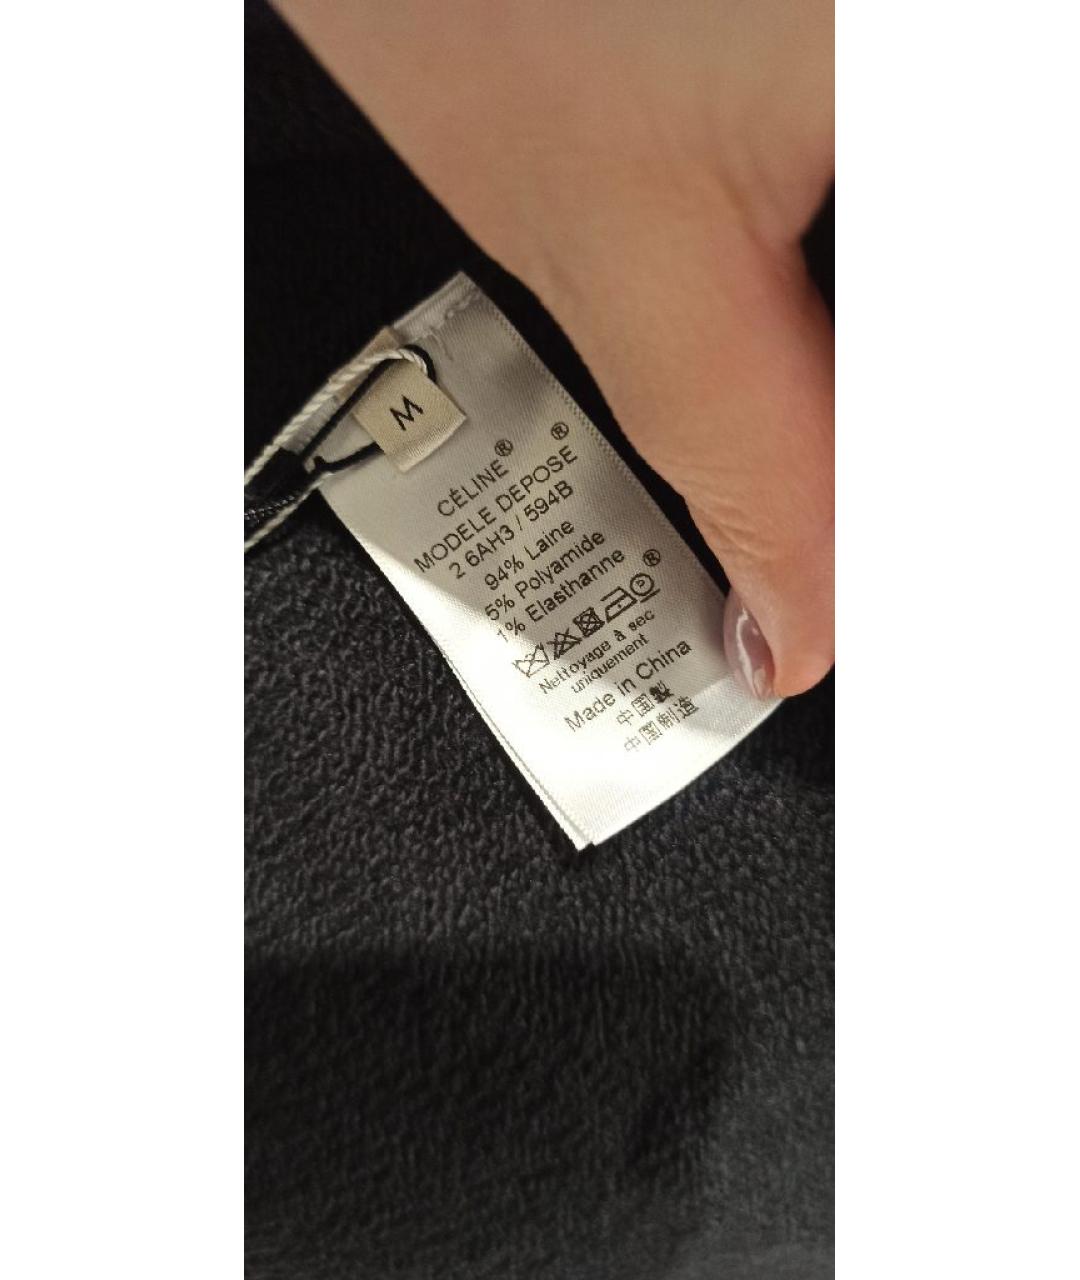 M
CÉLINE®
MODELE DEPOSE®
2 6AH3 / 594B
94% Laine
5% Polyamide
1% Elasthanne
®
Nettoyage à sec
uniquement
Made in China
中国製
中国制造